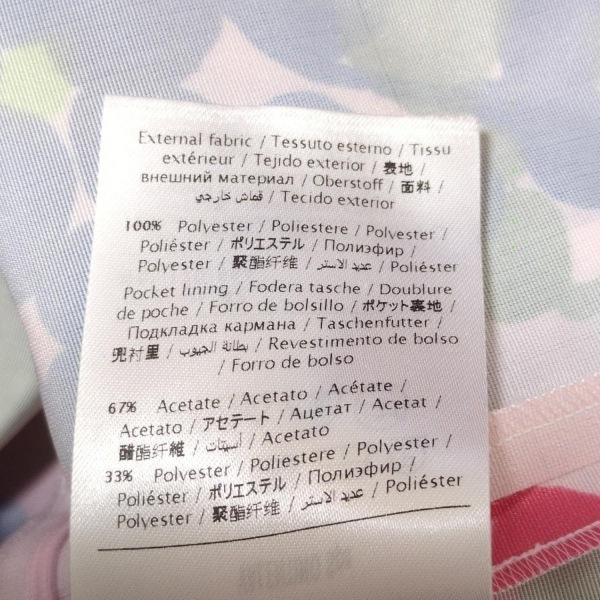 External fabric / Tessuto esterno / Tissu
extérieur / Tejido exterior / 表地 /
внешний материал / Oberstoff / 面料 /
قماش خارجي / Tecido exterior
100% Polyester / Poliestere / Polyester /
Poliéster / ポリエステル / Полиэфир /
Polyester / 聚酯纤维 / عديد الاستر / Poliéster
Pocket lining / Fodera tasche / Doublure
de poche / Forro de bolsillo / ポケット裏地 /
Подкладка кармана / Taschenfutter /
兜衬里 / بطانة الجيوب / Revestimento de bolso
/ Forro de bolso
67% Acetate / Acetato / Acétate /
Acetato / アセテート / Ацетат / Acetat /
醋酯纤維 / أسيتات / Acetato
33% Polyester / Poliestere / Polyester /
Poliéster / ポリエステル / Полиэфир /
Polyester / 聚酯纤维 / عديد الاستر / Poliéster